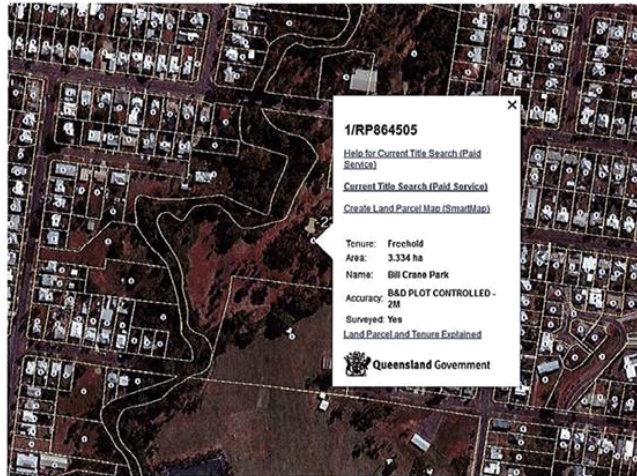 1/RP864505
Help for Current Title Search (Paid
Service)
Current Title Search (Paid Service)
Create Land Parcel Map (SmartMap)
Tenure: Freehold
Area: 3.334 ha
Name: Bill Crane Park
Accuracy: B&D PLOT CONTROLLED -
2M
Surveyed: Yes
Land Parcel and Tenure Explained
Queensland Government